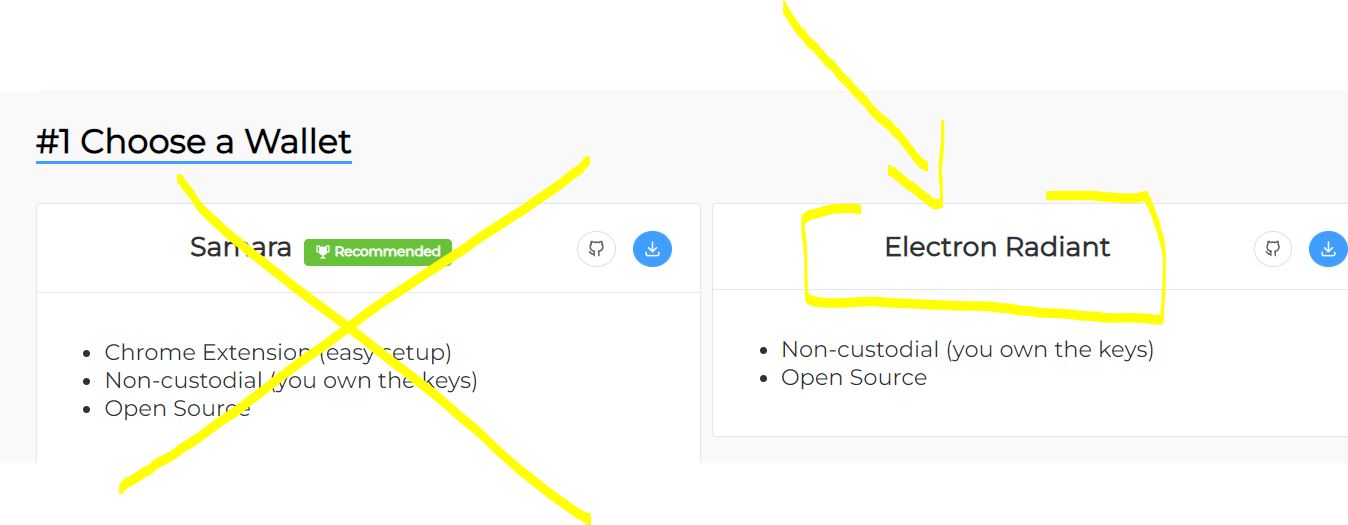 #1 Choose a Wallet
Samara Recommended
Chrome Extension (easy setup)
Non-custodial (you own the keys)
Open Source
Electron Radiant
Non-custodial (you own the keys)
Open Source